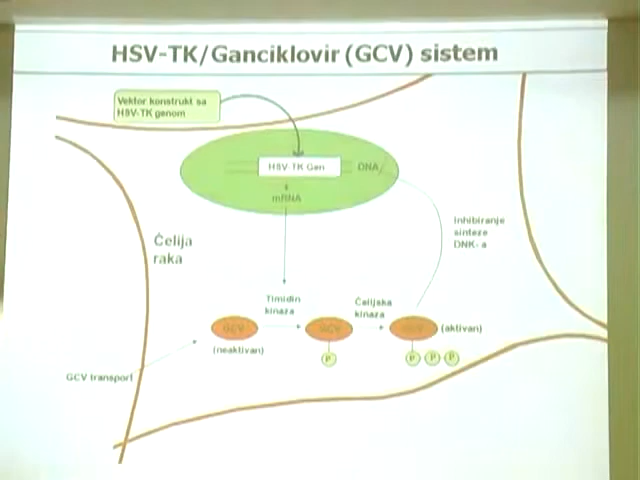 HSV-TK/Ganciklovir (GCV) sistem
Vektor konstrukt sa
HSV-TK genom
HSV-TK Gen
DNA
mRNA
Ćelija
raka
Inhibiranje
sinteze
DNK-a
Timidin
kinaza
Ćelijska
kinaza
GCV
GCV
GCV
(aktivan)
(neaktivan)
P
P
P
P
GCV transport